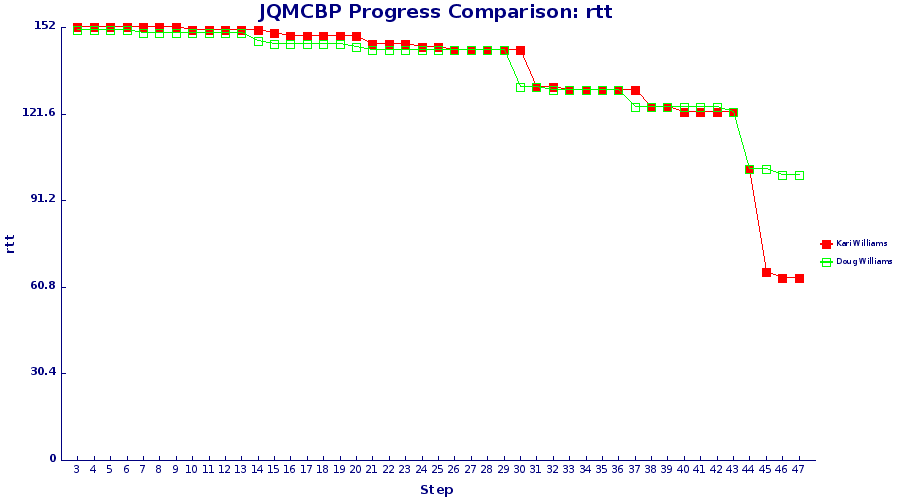 JQMCBP Progress Comparison: rtt
152
121.6
91.2
60.8
30.4
0
rtt
3 4 5 6 7 8 9 10 11 12 13 14 15 16 17 18 19 20 21 22 23 24 25 26 27 28 29 30 31 32 33 34 35 36 37 38 39 40 41 42 43 44 45 46 47
Step
Kari Williams
Doug Williams